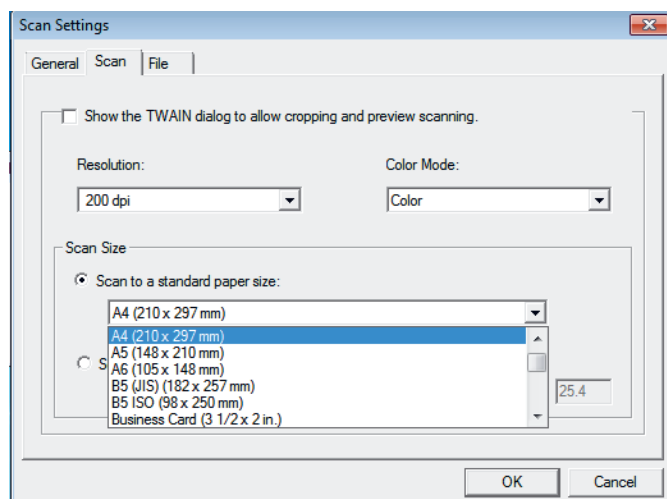 Scan Settings
General Scan File
Show the TWAIN dialog to allow cropping and preview scanning.
Resolution: Color Mode:
200 dpi Color
Scan Size
Scan to a standard paper size:
A4 (210 x 297 mm)
A4 (210 x 297 mm)
A5 (148 x 210 mm)
A6 (105 x 148 mm)
B5 (JIS) (182 x 257 mm)
B5 ISO (98 x 250 mm)
Business Card (3 1/2 x 2 in.)
25.4
OK Cancel